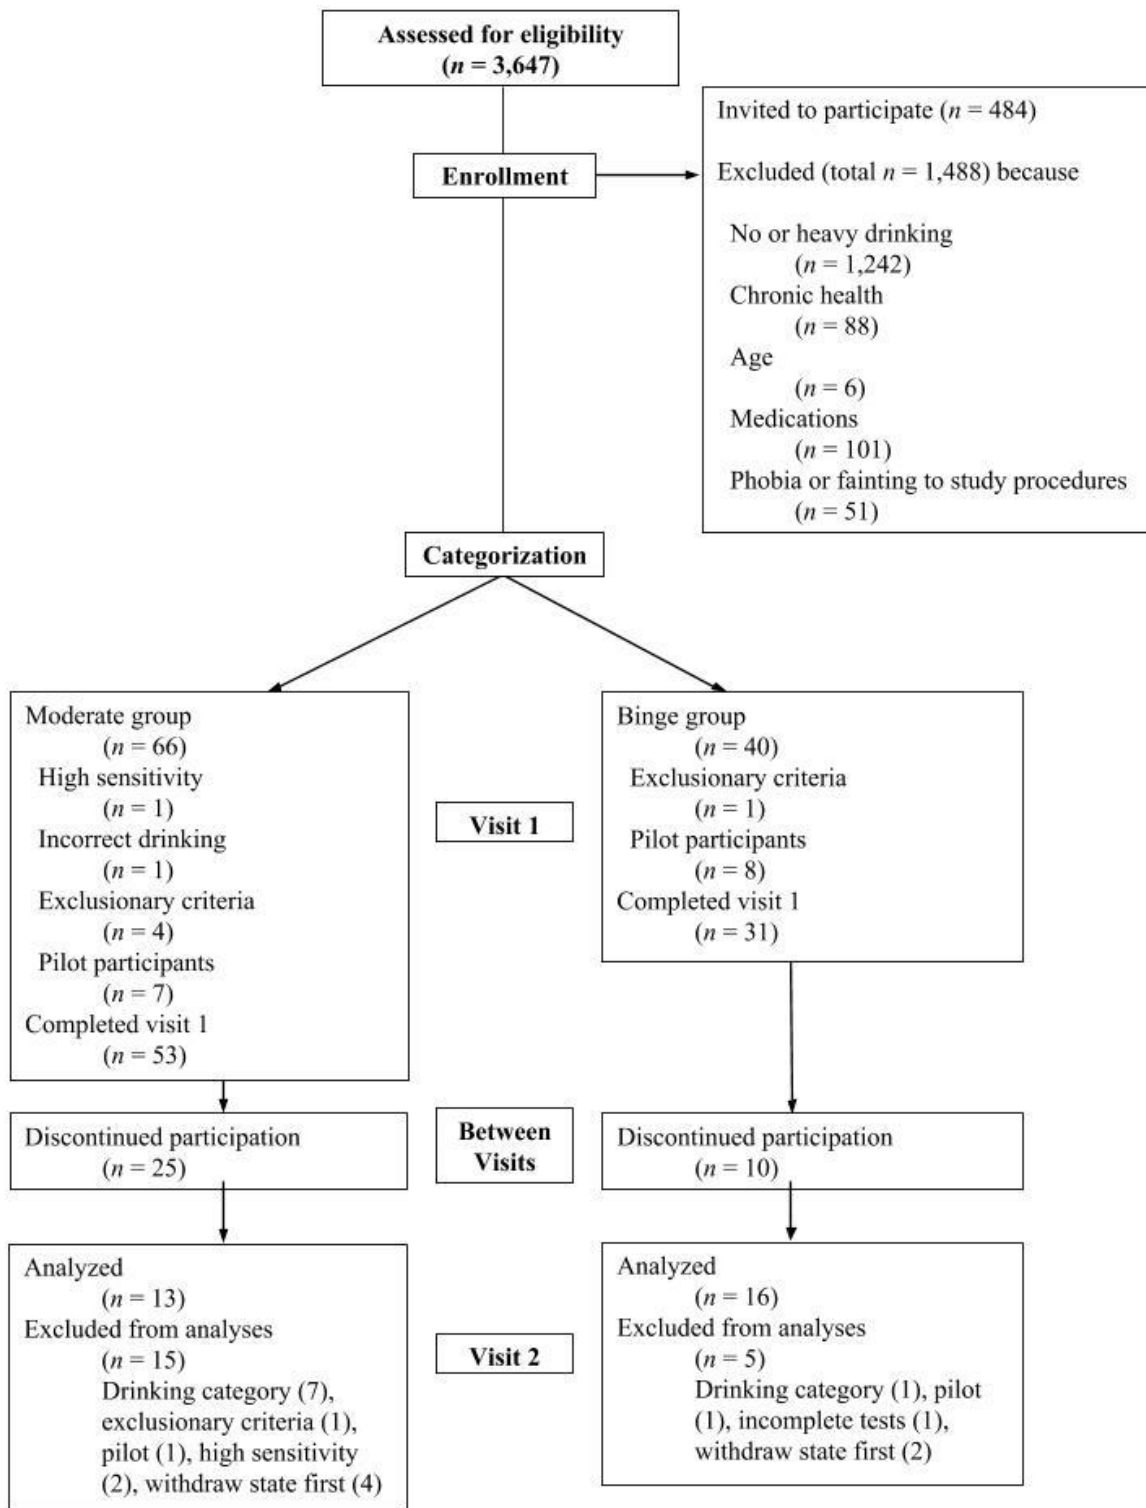 Assessed for eligibility
(n = 3,647)
Invited to participate (n = 484)
Enrollment
Excluded (total n = 1,488) because
No or heavy drinking
(n = 1,242)
Chronic health
(n = 88)
Age
(n = 6)
Medications
(n = 101)
Phobia or fainting to study procedures
(n = 51)
Categorization
Moderate group
(n = 66)
High sensitivity
(n = 1)
Incorrect drinking
(n = 1)
Exclusionary criteria
(n = 4)
Pilot participants
(n = 7)
Completed visit 1
(n = 53)
Visit 1
Binge group
(n = 40)
Exclusionary criteria
(n = 1)
Pilot participants
(n = 8)
Completed visit 1
(n = 31)
Discontinued participation
(n = 25)
Between
Visits
Discontinued participation
(n = 10)
Analyzed
(n = 13)
Excluded from analyses
(n = 15)
Drinking category (7),
exclusionary criteria (1),
pilot (1), high sensitivity
(2), withdraw state first (4)
Visit 2
Analyzed
(n = 16)
Excluded from analyses
(n = 5)
Drinking category (1), pilot
(1), incomplete tests (1),
withdraw state first (2)